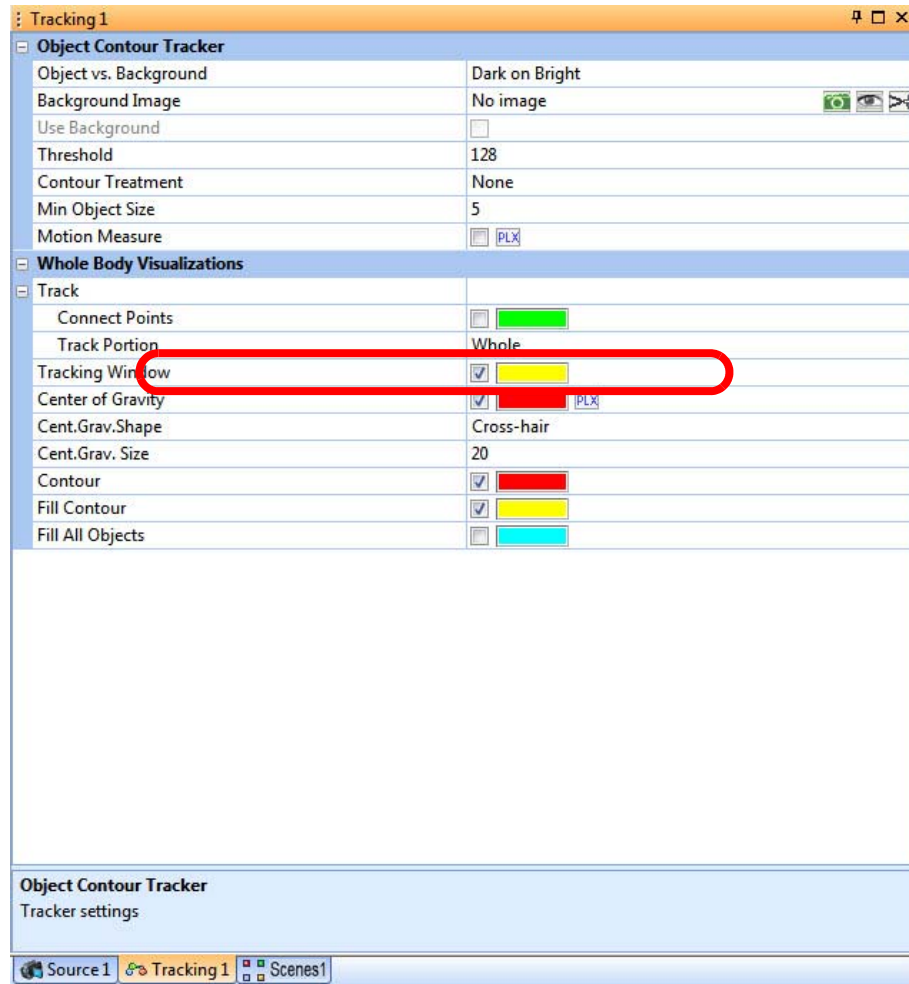 Tracking 1
Object Contour Tracker
Object vs. Background Dark on Bright
Background Image No image
Use Background
Threshold 128
Contour Treatment None
Min Object Size 5
Motion Measure PLX
Whole Body Visualizations
Track
Connect Points
Track Portion Whole
Tracking Window
Center of Gravity PLX
Cent.Grav.Shape Cross-hair
Cent.Grav. Size 20
Contour
Fill Contour
Fill All Objects
Object Contour Tracker
Tracker settings
Source 1 Tracking 1 Scenes1